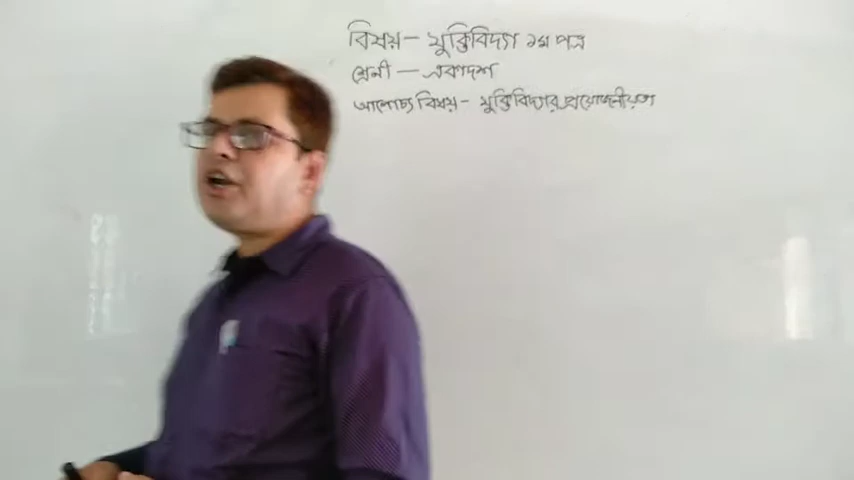 বিষয় - যুক্তিবিদ্যা ১ম পত্র
শ্রেনী - একাদশ
আলোচ্য বিষয় - যুক্তিবিদ্যার প্রয়োজনীয়তা